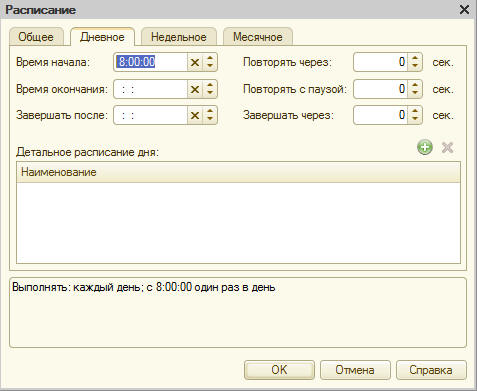 Расписание
Общее Дневное Недельное Месячное
Время начала: 8:00:00 Повторять через: 0 сек.
Время окончания: : : Повторять с паузой: 0 сек.
Завершать после: : : Завершать через: 0 сек.
Детальное расписание дня:
Наименование
Выполнять: каждый день; с 8:00:00 один раз в день
OK Отмена Справка